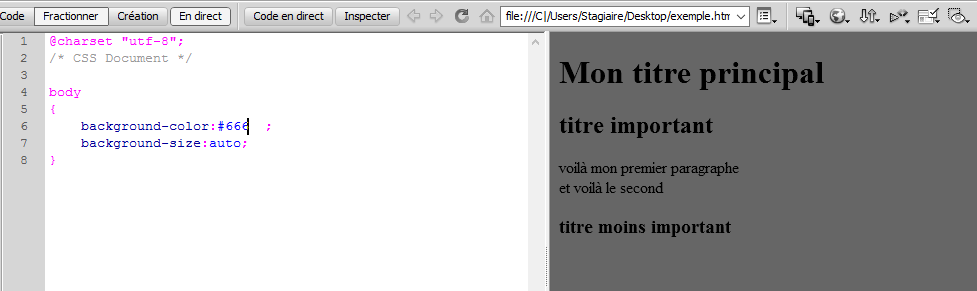 Code Fractionner Création En direct Code en direct Inspecter file:///C|/Users/Stagiaire/Desktop/exemple.htm
1 @charset "utf-8";
2 /* CSS Document */
3
4 body
5 {
6 background-color:#666 ;
7 background-size:auto;
8 }
Mon titre principal
titre important
voilà mon premier paragraphe
et voilà le second
titre moins important